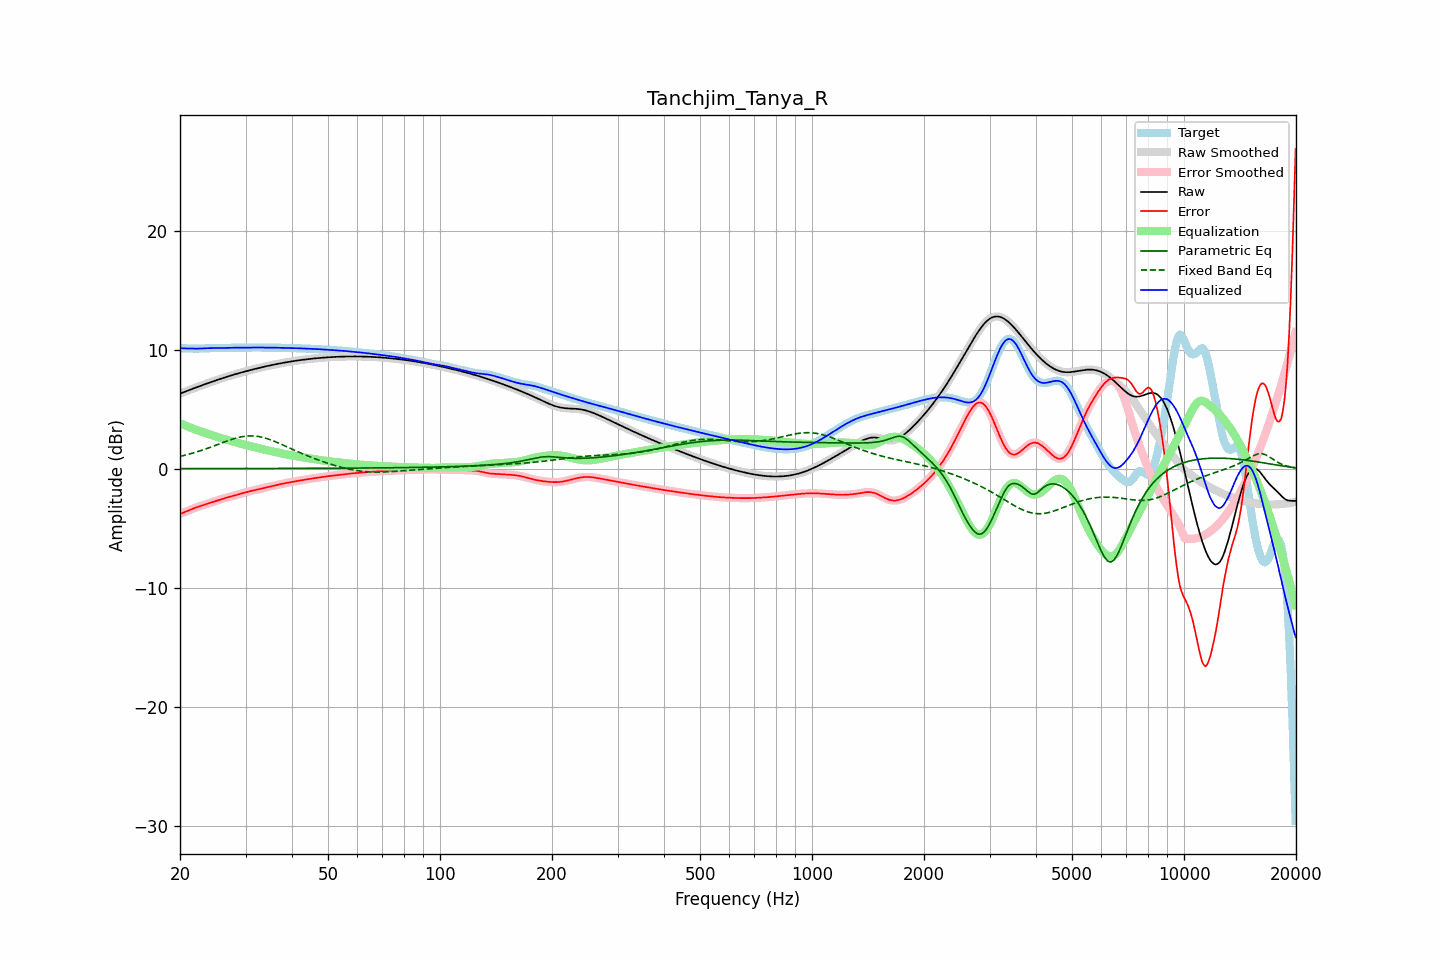 Tanchjim_Tanya_R
Target
Raw Smoothed
Error Smoothed
Raw
Error
Equalization
Parametric Eq
Fixed Band Eq
Equalized
Amplitude (dBr)
20
10
0
−10
−20
−30
20 50 100 200 500 1000 2000 5000 10000 20000
Frequency (Hz)